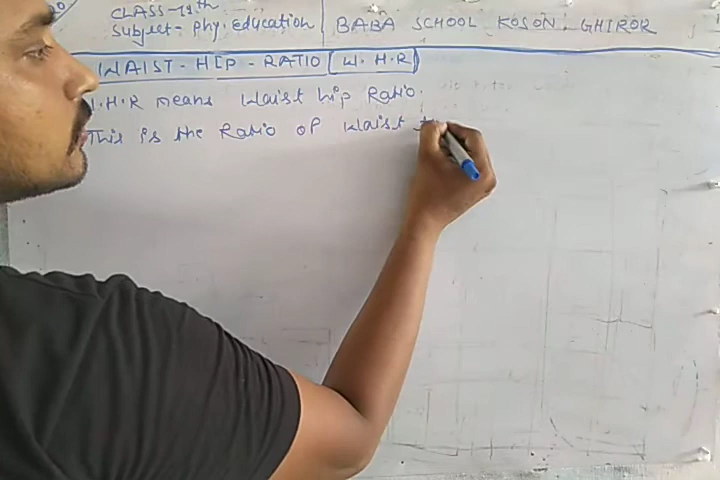 CLASS-11th
Subject - Phy. Education
BABA SCHOOL KOSON, GHIROR
WAIST - HIP - RATIO (W.H.R)
W.H.R means Waist hip Ratio.
This is the Ratio of Waist